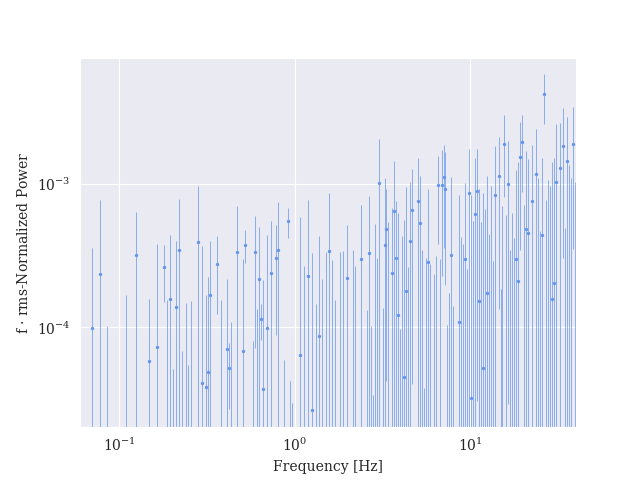 f · rms-Normalized Power
10⁻³
10⁻⁴
10⁻¹ 10⁰ 10¹
Frequency [Hz]